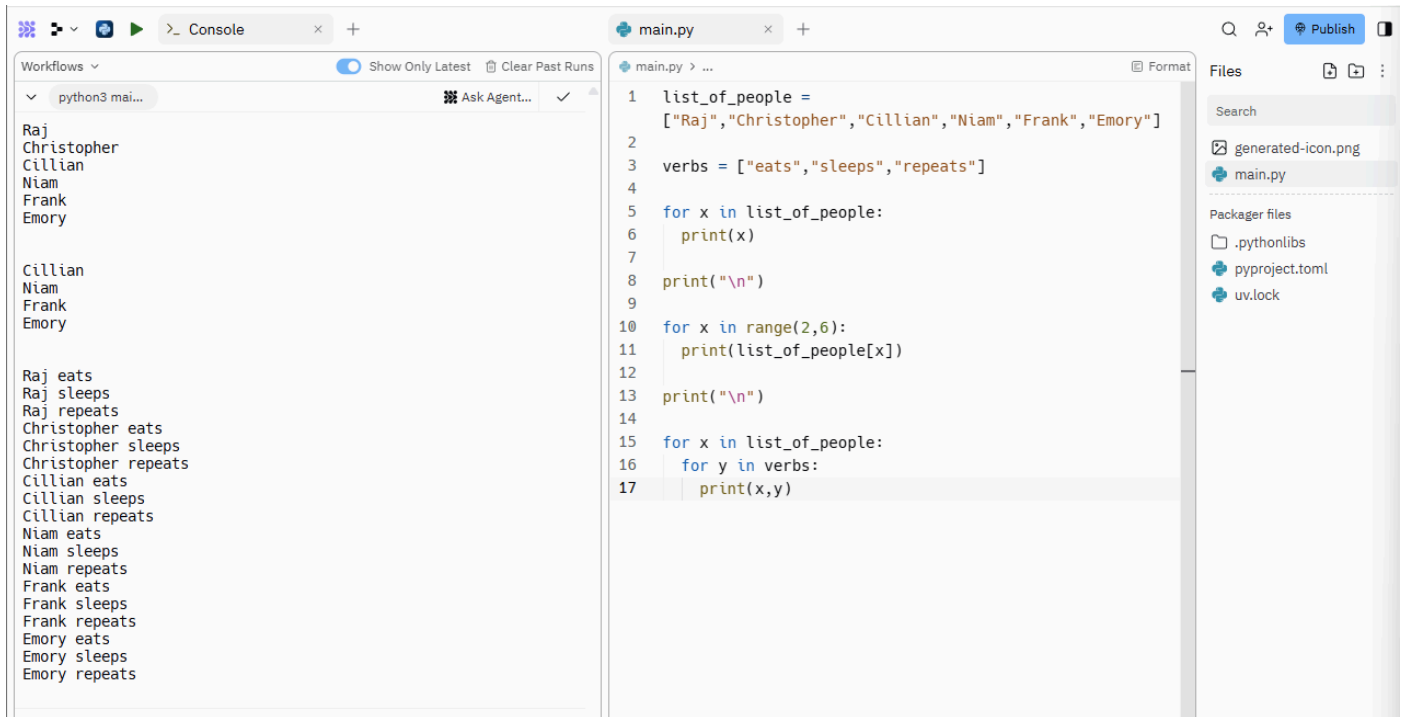 >_ Console × +
main.py × +
Publish
Workflows
Show Only Latest Clear Past Runs
python3 mai...
Ask Agent...
Raj
Christopher
Cillian
Niam
Frank
Emory
Cillian
Niam
Frank
Emory
Raj eats
Raj sleeps
Raj repeats
Christopher eats
Christopher sleeps
Christopher repeats
Cillian eats
Cillian sleeps
Cillian repeats
Niam eats
Niam sleeps
Niam repeats
Frank eats
Frank sleeps
Frank repeats
Emory eats
Emory sleeps
Emory repeats
main.py > ...
Format
1 list_of_people =
["Raj","Christopher","Cillian","Niam","Frank","Emory"]
2
3 verbs = ["eats","sleeps","repeats"]
4
5 for x in list_of_people:
6 print(x)
7
8 print("\n")
9
10 for x in range(2,6):
11 print(list_of_people[x])
12
13 print("\n")
14
15 for x in list_of_people:
16 for y in verbs:
17 print(x,y)
Files
Search
generated-icon.png
main.py
Packager files
.pythonlibs
pyproject.toml
uv.lock